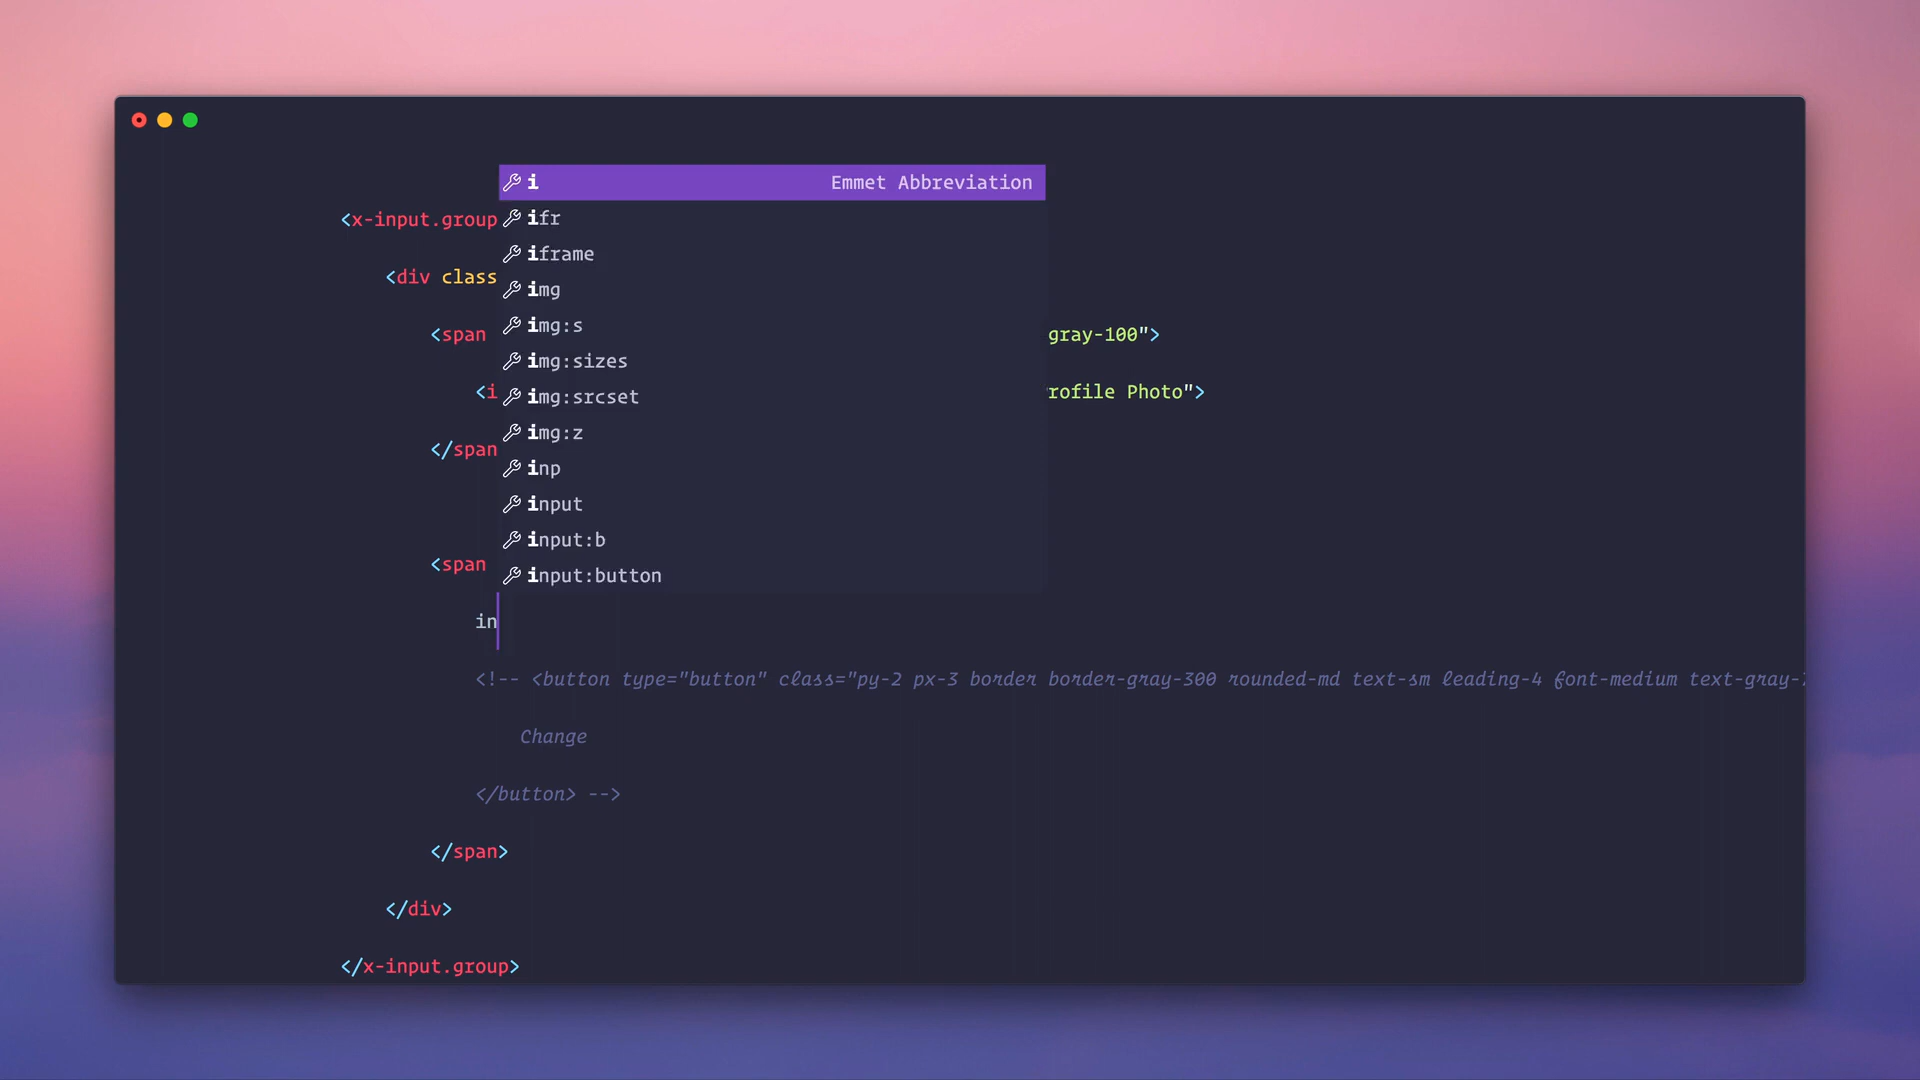 i Emmet Abbreviation
<x-input.group ifr
iframe
<div class
img
img:s
<span gray-100">
img:sizes
<i rofile Photo">
img:srcset
img:z
</span
inp
input
input:b
<span
input:button
in
<!-- <button type="button" class="py-2 px-3 border border-gray-300 rounded-md text-sm leading-4 font-medium text-gray-
Change
</button> -->
</span>
</div>
</x-input.group>